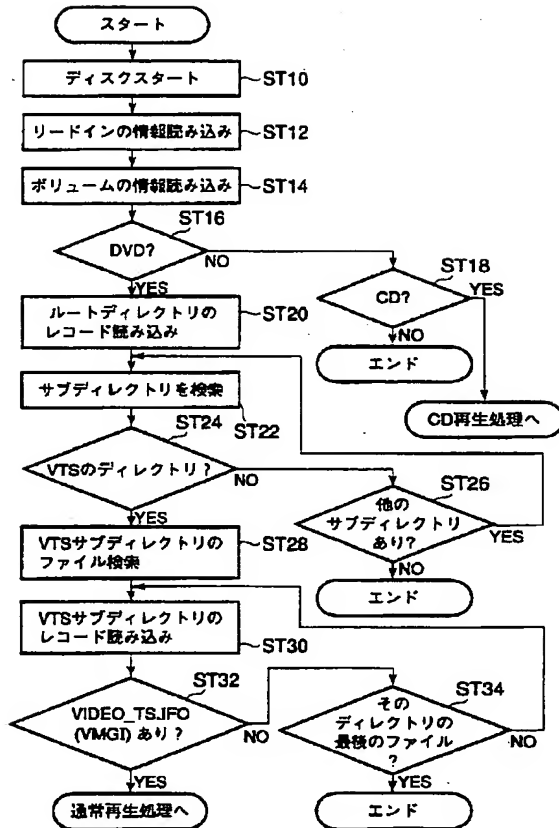 スタート
ディスクスタート
ST10
リードインの情報読み込み
ST12
ボリュームの情報読み込み
ST14
ST16
DVD?
NO
YES
ST18
CD?
YES
NO
エンド
CD再生処理へ
ルートディレクトリの
レコード読み込み
ST20
サブディレクトリを検索
ST22
ST24
VTSのディレクトリ?
NO
YES
ST26
他の
サブディレクトリ
あり?
YES
NO
エンド
VTSサブディレクトリの
ファイル検索
ST28
VTSサブディレクトリの
レコード読み込み
ST30
ST32
VIDEO_TS.IFO
(VMGI) あり?
NO
YES
通常再生処理へ
ST34
その
ディレクトリの
最後のファイル
?
NO
YES
エンド